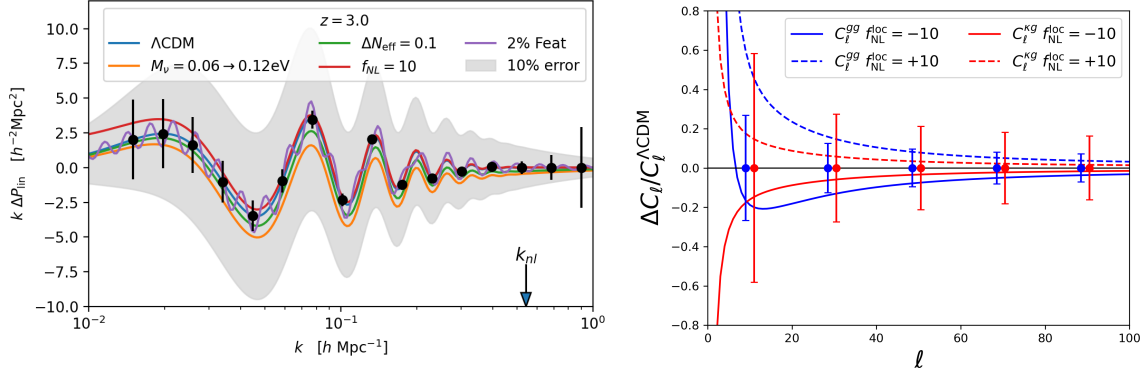 z = 3.0
ΛCDM
M_ν = 0.06 → 0.12eV
ΔN_eff = 0.1
f_NL = 10
2% Feat
10% error
k_nl
k ΔP_lin [h⁻²Mpc²]
10.0
7.5
5.0
2.5
0.0
−2.5
−5.0
−7.5
−10.0
10⁻² 10⁻¹ 10⁰
k [h Mpc⁻¹]
C_ℓ^gg f_NL^loc = −10
C_ℓ^gg f_NL^loc = +10
C_ℓ^κg f_NL^loc = −10
C_ℓ^κg f_NL^loc = +10
ΔC_ℓ/C_ℓ^ΛCDM
0.8
0.6
0.4
0.2
0.0
−0.2
−0.4
−0.6
−0.8
0 20 40 60 80 100
ℓ